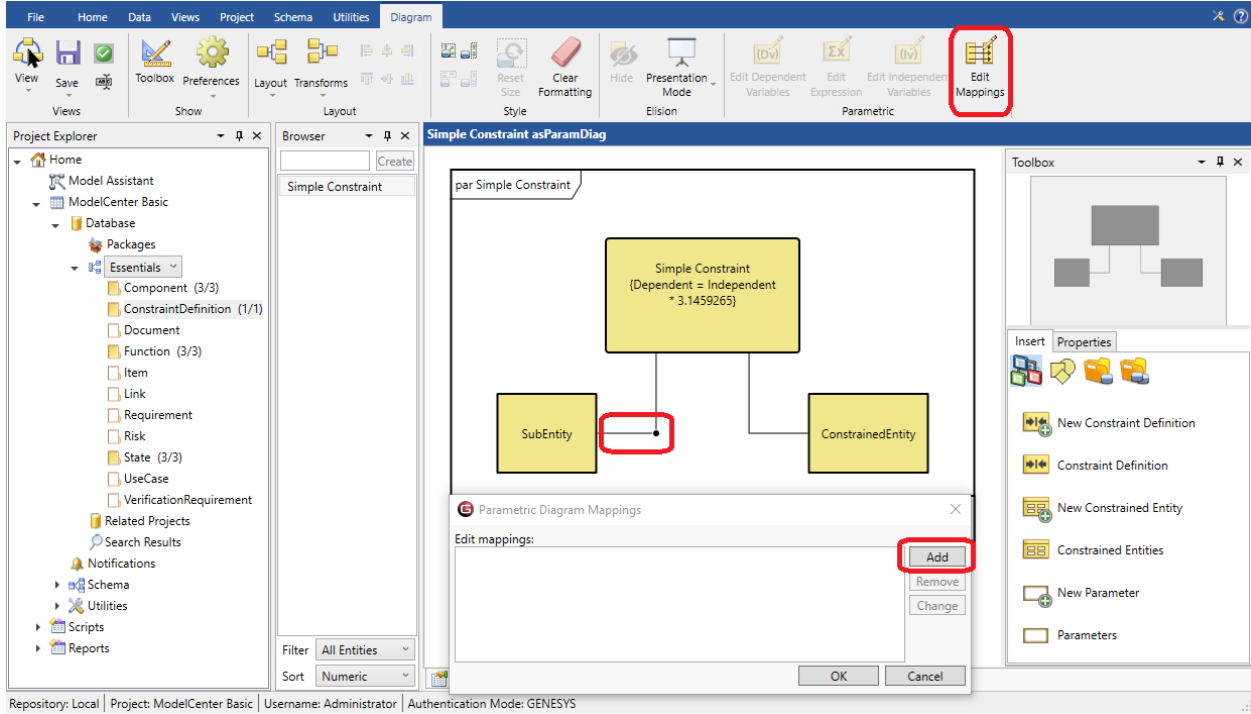 File Home Data Views Project Schema Utilities Diagram
View
Save
Toolbox
Preferences
Layout
Transforms
Reset
Size
Clear
Formatting
Hide
Presentation
Mode
Edit Dependent
Variables
Edit
Expression
Edit Independent
Variables
Edit
Mappings
Views Show Layout Style Elision Parametric
Project Explorer
Home
Model Assistant
ModelCenter Basic
Database
Packages
Essentials
Component (3/3)
ConstraintDefinition (1/1)
Document
Function (3/3)
Item
Link
Requirement
Risk
State (3/3)
UseCase
VerificationRequirement
Related Projects
Search Results
Notifications
Schema
Utilities
Scripts
Reports
Browser
Create
Simple Constraint
Filter All Entities
Sort Numeric
Simple Constraint asParamDiag
par Simple Constraint
Simple Constraint
{Dependent = Independent
* 3.1459265}
SubEntity
ConstrainedEntity
Parametric Diagram Mappings
Edit mappings:
Add
Remove
Change
OK Cancel
Toolbox
Insert Properties
New Constraint Definition
Constraint Definition
New Constrained Entity
Constrained Entities
New Parameter
Parameters
Repository: Local Project: ModelCenter Basic Username: Administrator Authentication Mode: GENESYS